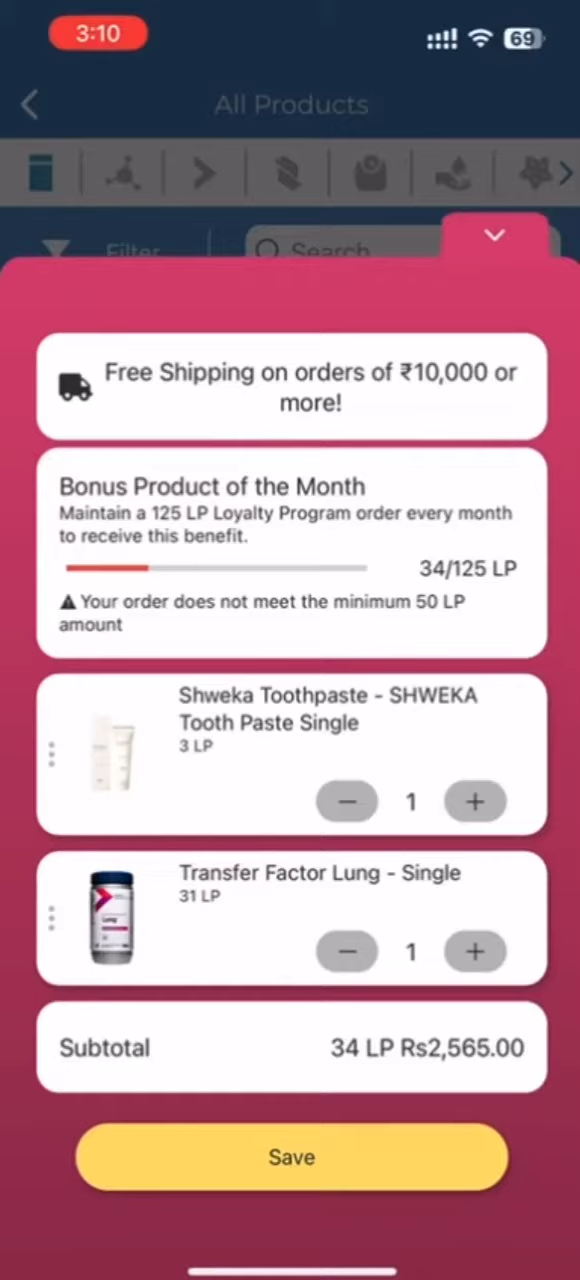 3:10
69
All Products
Filter
Search
Free Shipping on orders of ₹10,000 or
more!
Bonus Product of the Month
Maintain a 125 LP Loyalty Program order every month
to receive this benefit.
34/125 LP
Your order does not meet the minimum 50 LP
amount
Shweka Toothpaste - SHWEKA
Tooth Paste Single
3 LP
1
Transfer Factor Lung - Single
31 LP
Lung
1
Subtotal
34 LP Rs2,565.00
Save